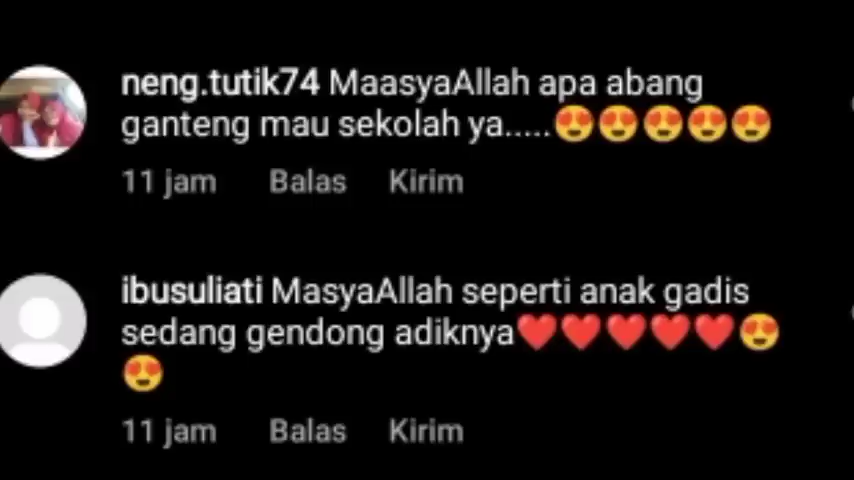 neng.tutik74 MaasyaAllah apa abang
ganteng mau sekolah ya.....😍😍😍😍😍
11 jam Balas Kirim
ibusuliati MasyaAllah seperti anak gadis
sedang gendong adiknya❤️❤️❤️❤️❤️😍
😍
11 jam Balas Kirim